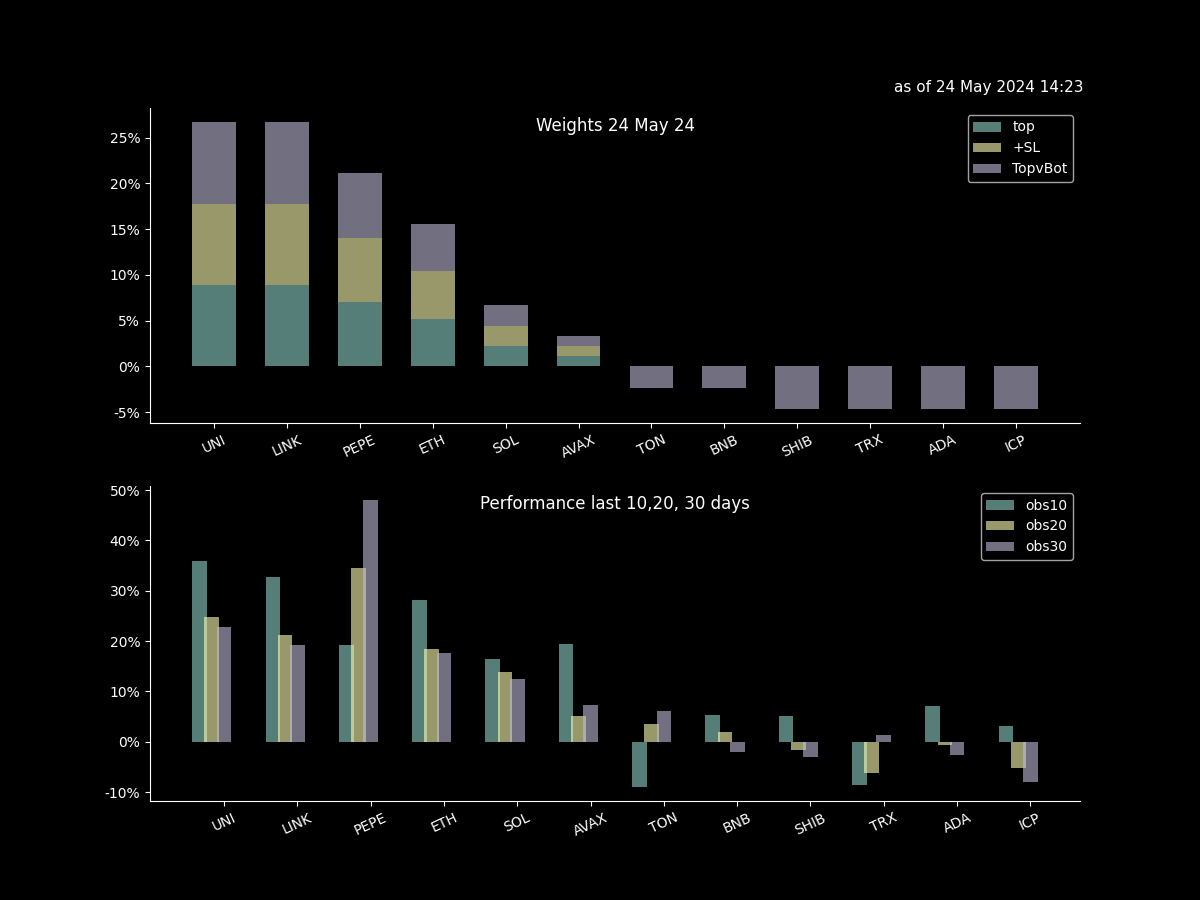 as of 24 May 2024 14:23
Weights 24 May 24
top
+SL
TopvBot
25%
20%
15%
10%
5%
0%
-5%
UNI LINK PEPE ETH SOL AVAX TON BNB SHIB TRX ADA ICP
Performance last 10,20, 30 days
obs10
obs20
obs30
50%
40%
30%
20%
10%
0%
-10%
UNI LINK PEPE ETH SOL AVAX TON BNB SHIB TRX ADA ICP